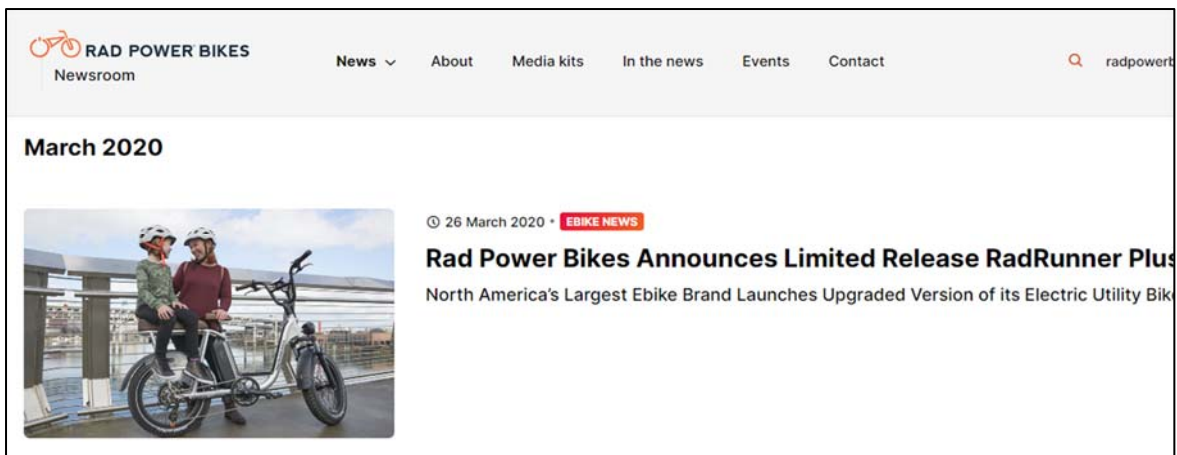 RAD POWER BIKES
Newsroom
News
About
Media kits
In the news
Events
Contact
radpowerb
March 2020
26 March 2020 • EBIKE NEWS
Rad Power Bikes Announces Limited Release RadRunner Plus
North America's Largest Ebike Brand Launches Upgraded Version of its Electric Utility Bik